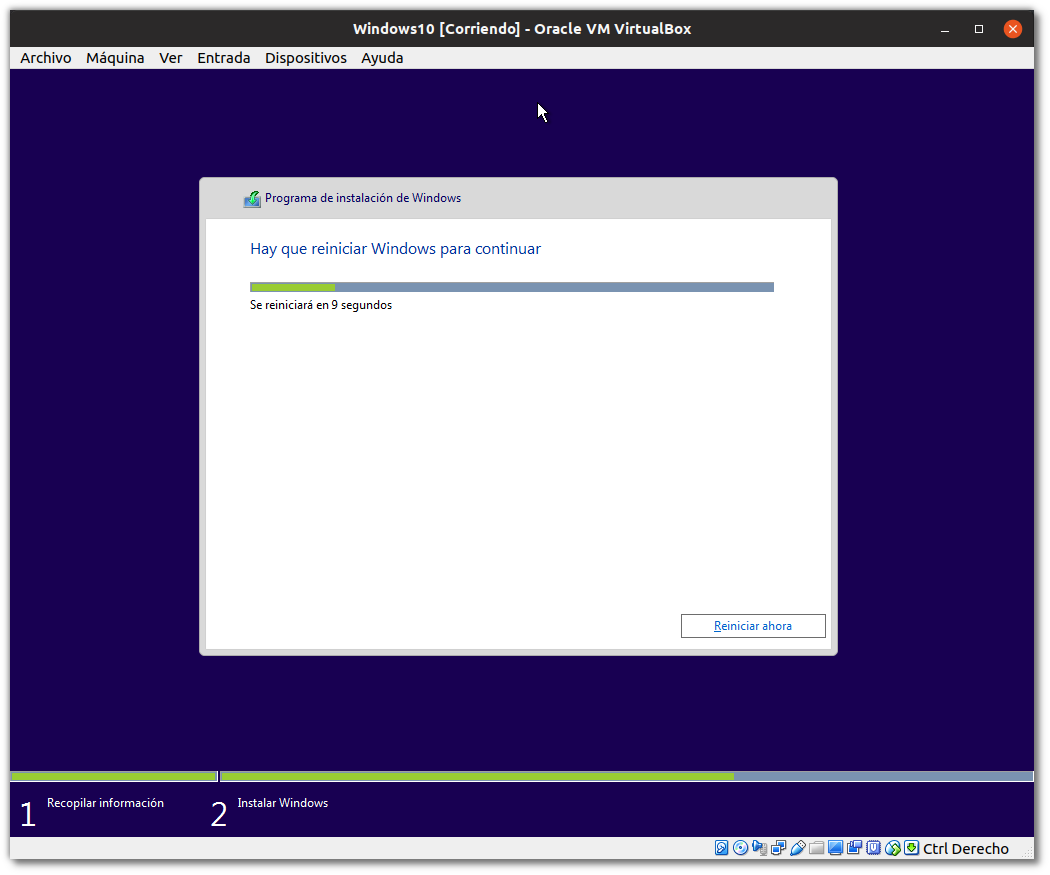 Windows10 [Corriendo] - Oracle VM VirtualBox
Archivo Máquina Ver Entrada Dispositivos Ayuda
Programa de instalación de Windows
Hay que reiniciar Windows para continuar
Se reiniciará en 9 segundos
Reiniciar ahora
1 Recopilar información 2 Instalar Windows
Ctrl Derecho